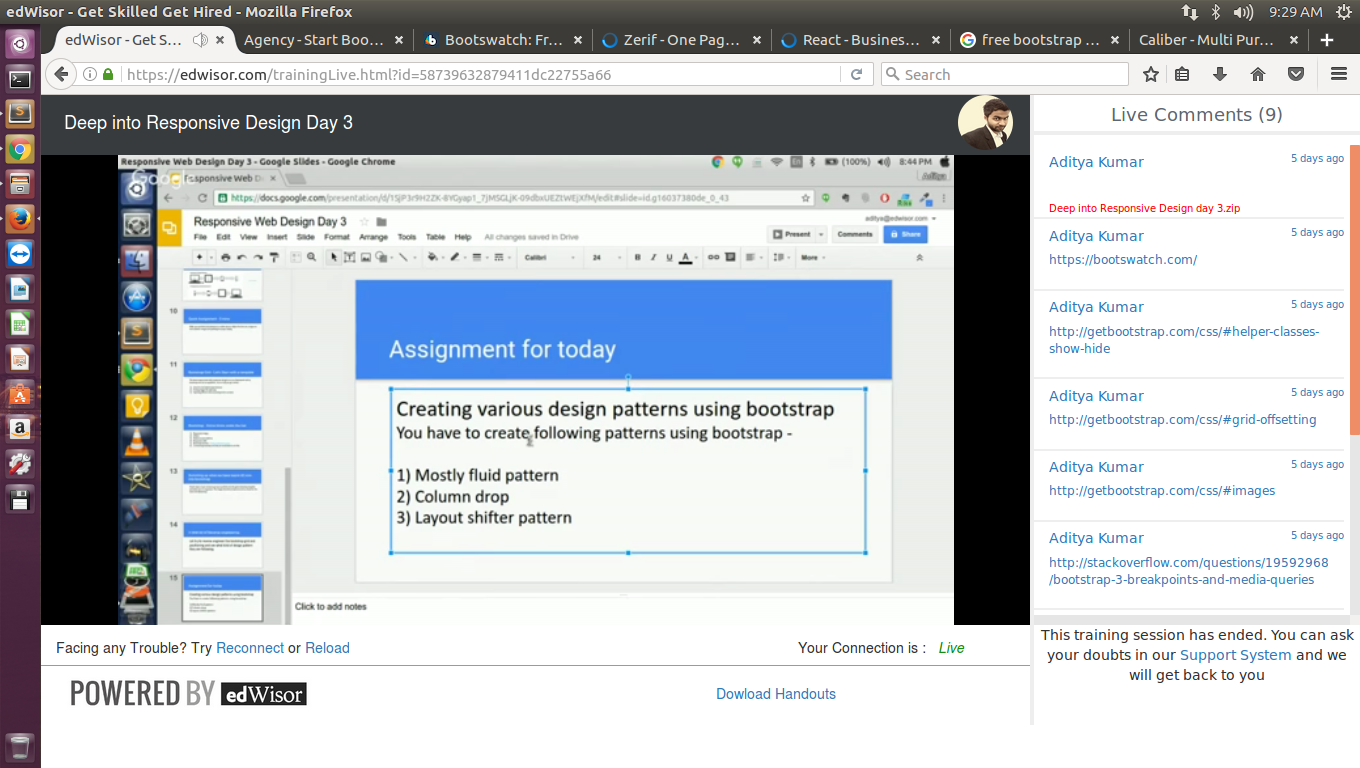 edWisor - Get Skilled Get Hired - Mozilla Firefox
9:29 AM
edWisor - Get S...
Agency - Start Boo...
Bootswatch: Fr...
Zerif - One Pag...
React - Business...
free bootstrap ...
Caliber - Multi Pur...
https://edwisor.com/trainingLive.html?id=58739632879411dc22755a66
Search
Deep into Responsive Design Day 3
Responsive Web Design Day 3 - Google Slides - Google Chrome
(100%)
8:44 PM
Google
Responsive Web D
Responsive Web Design Day 3
aditya@edwisor.com
File Edit View Insert Slide Format Arrange Tools Table Help All changes saved in Drive
Present
Comments
Share
Calibri
24
B I U A
More
10
11
12
13
14
15
Assignment for today
Creating various design patterns using bootstrap
You have to create following patterns using bootstrap -
1) Mostly fluid pattern
2) Column drop
3) Layout shifter pattern
Click to add notes
Facing any Trouble? Try Reconnect or Reload
Your Connection is : Live
POWERED BY edWisor
Dowload Handouts
Live Comments (9)
Aditya Kumar
5 days ago
Deep into Responsive Design day 3.zip
Aditya Kumar
5 days ago
https://bootswatch.com/
Aditya Kumar
5 days ago
http://getbootstrap.com/css/#helper-classes-
show-hide
Aditya Kumar
5 days ago
http://getbootstrap.com/css/#grid-offsetting
Aditya Kumar
5 days ago
http://getbootstrap.com/css/#images
Aditya Kumar
5 days ago
http://stackoverflow.com/questions/19592968
/bootstrap-3-breakpoints-and-media-queries
This training session has ended. You can ask
your doubts in our Support System and we
will get back to you